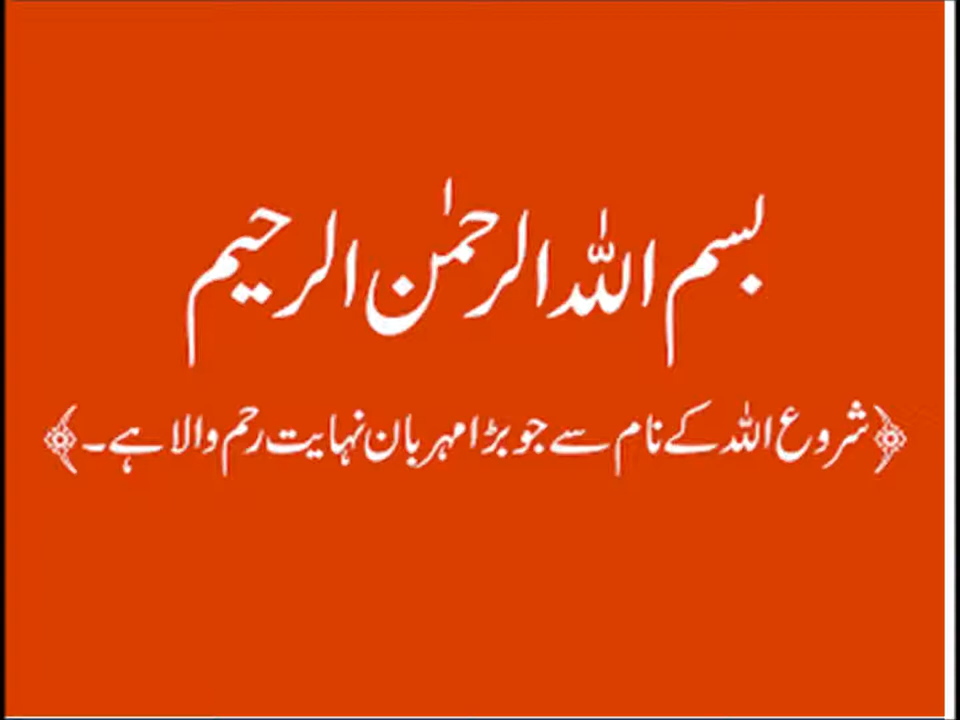 بسم اللہ الرحمٰن الرحیم
﴿شروع اللہ کے نام سے جو بڑا مہربان نہایت رحم والا ہے۔﴾